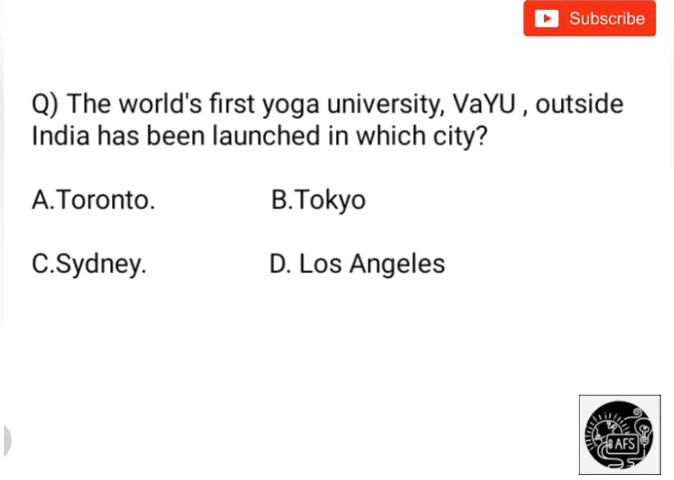 Subscribe
Q) The world's first yoga university, VaYU , outside
India has been launched in which city?
A.Toronto. B.Tokyo
C.Sydney. D. Los Angeles
AFS